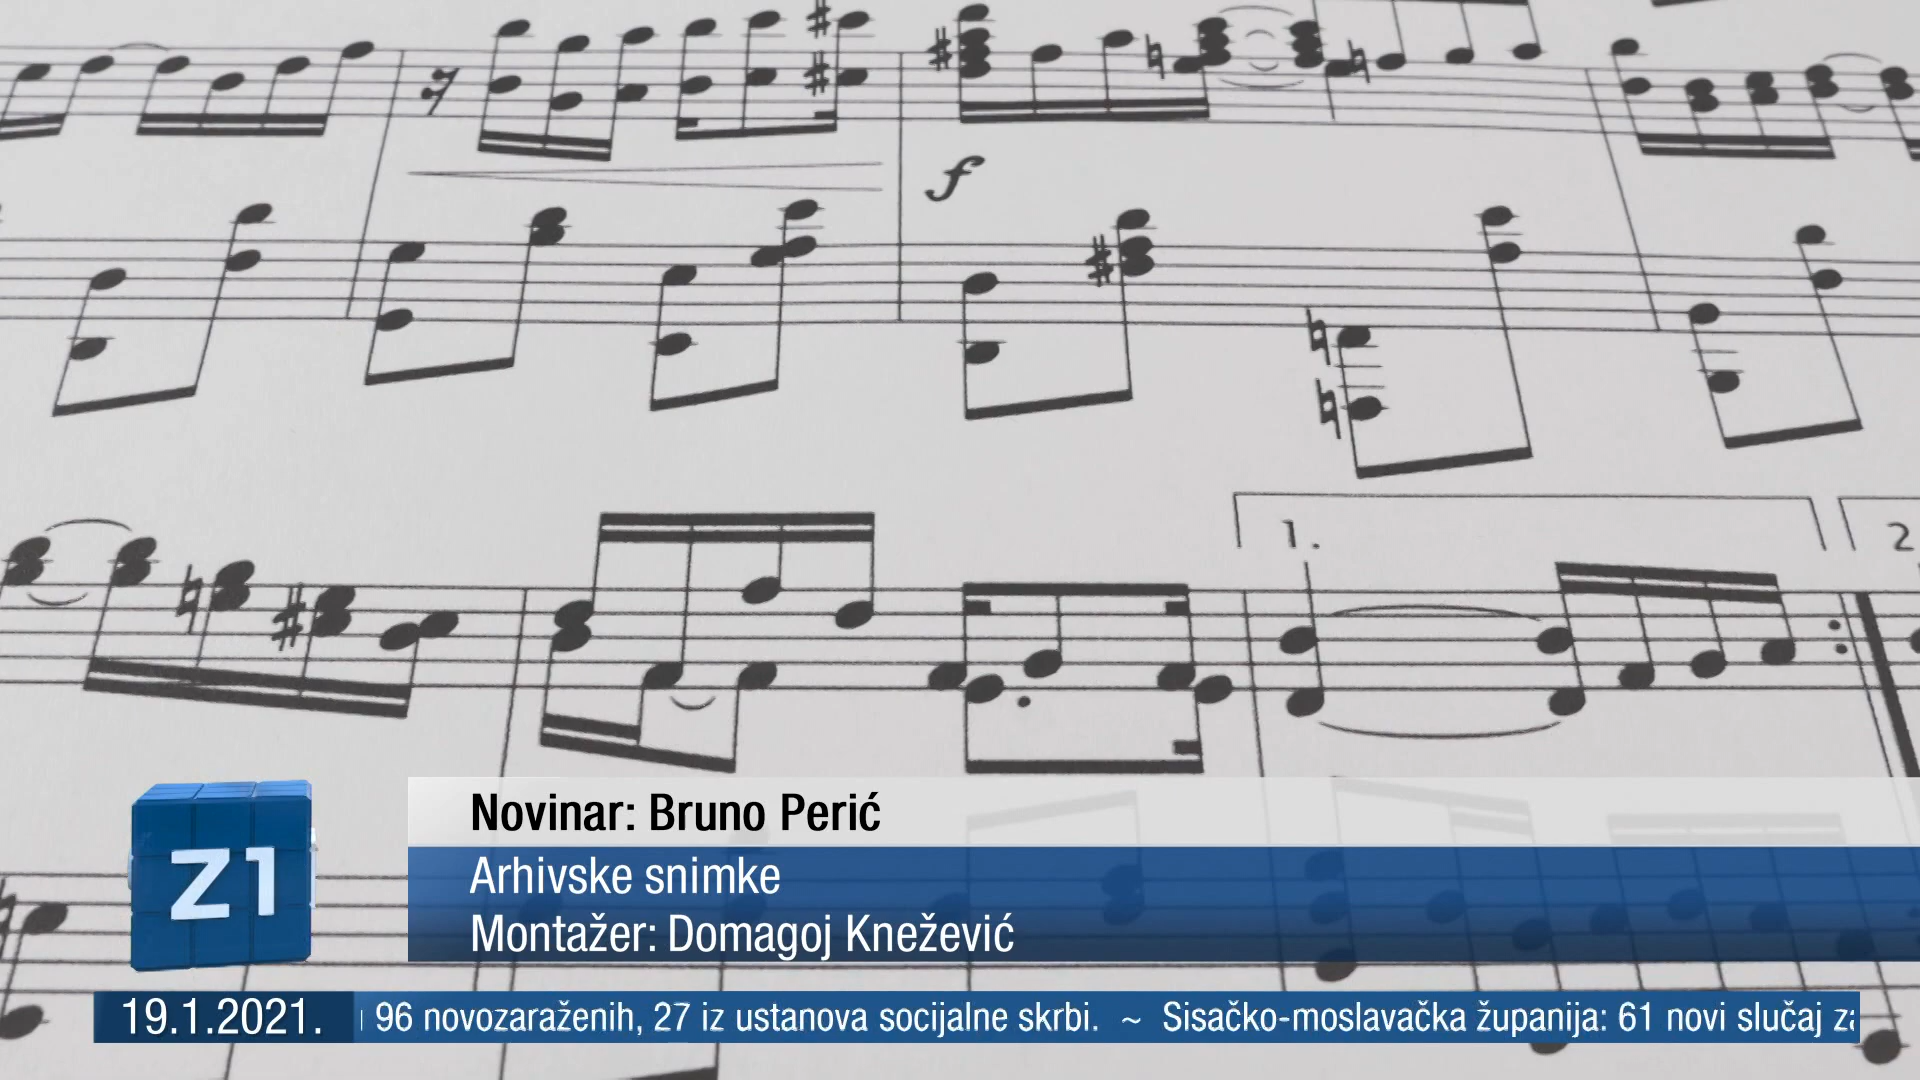 f
1.
2
Novinar: Bruno Perić
Z1
Arhivske snimke
Montažer: Domagoj Knežević
19.1.2021.
96 novozaraženih, 27 iz ustanova socijalne skrbi. ~ Sisačko-moslavačka županija: 61 novi slučaj za